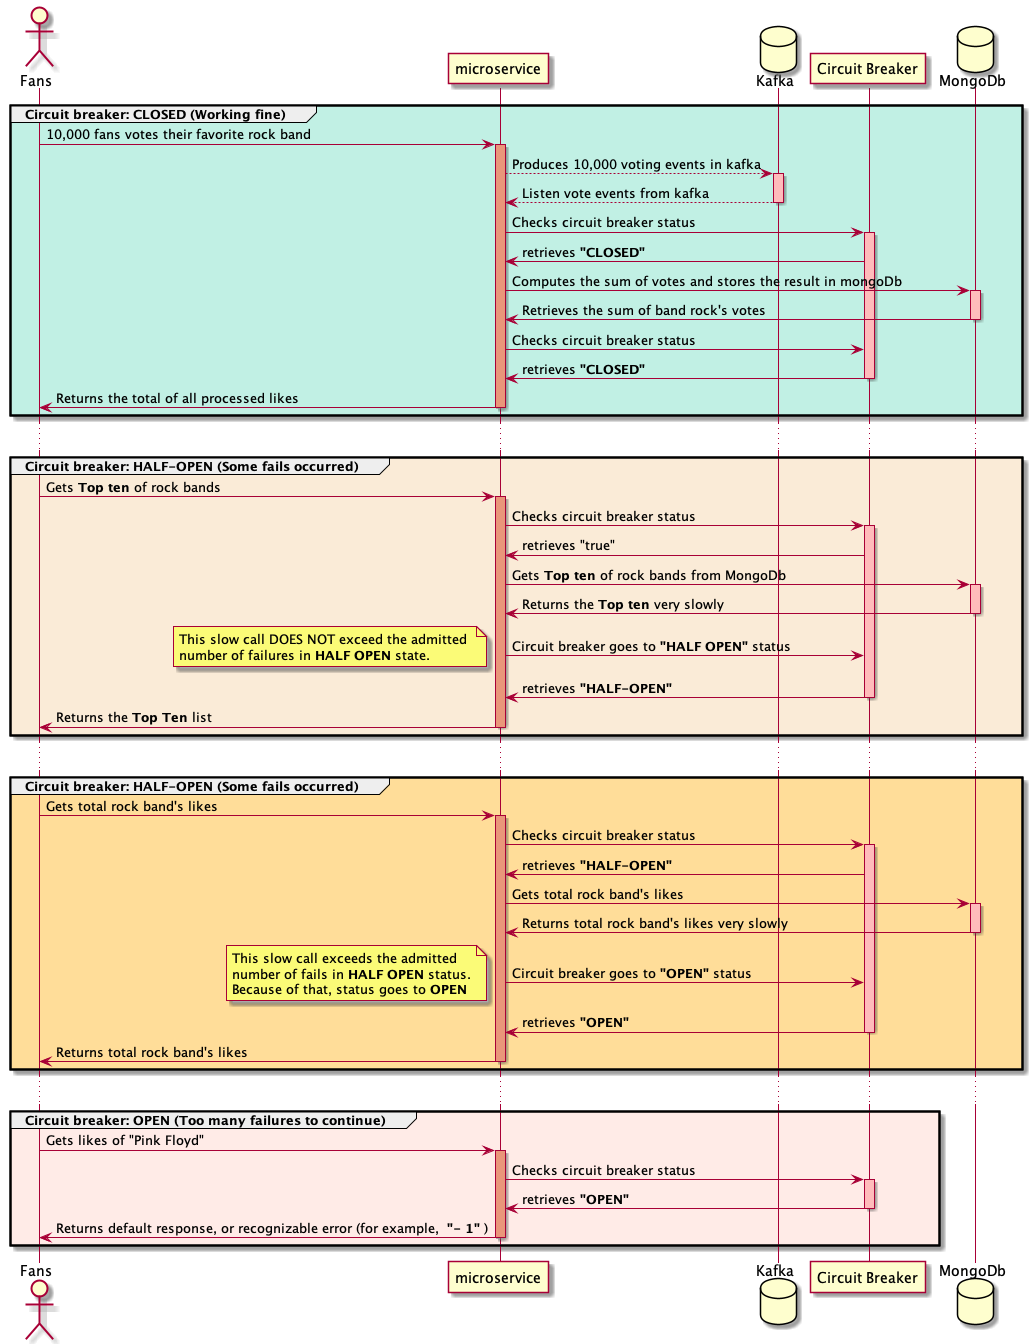 Fans
microservice
Kafka
Circuit Breaker
MongoDb
Circuit breaker: CLOSED (Working fine)
10,000 fans votes their favorite rock band
Produces 10,000 voting events in kafka
Listen vote events from kafka
Checks circuit breaker status
retrieves "CLOSED"
Computes the sum of votes and stores the result in mongoDb
Retrieves the sum of band rock's votes
Checks circuit breaker status
retrieves "CLOSED"
Returns the total of all processed likes
Circuit breaker: HALF-OPEN (Some fails occurred)
Gets Top ten of rock bands
Checks circuit breaker status
retrieves "true"
Gets Top ten of rock bands from MongoDb
Returns the Top ten very slowly
This slow call DOES NOT exceed the admitted
number of failures in HALF OPEN state.
Circuit breaker goes to "HALF OPEN" status
retrieves "HALF-OPEN"
Returns the Top Ten list
Circuit breaker: HALF-OPEN (Some fails occurred)
Gets total rock band's likes
Checks circuit breaker status
retrieves "HALF-OPEN"
Gets total rock band's likes
Returns total rock band's likes very slowly
This slow call exceeds the admitted
number of fails in HALF OPEN status.
Because of that, status goes to OPEN
Circuit breaker goes to "OPEN" status
retrieves "OPEN"
Returns total rock band's likes
Circuit breaker: OPEN (Too many failures to continue)
Gets likes of "Pink Floyd"
Checks circuit breaker status
retrieves "OPEN"
Returns default response, or recognizable error (for example, "- 1" )
Fans
microservice
Kafka
Circuit Breaker
MongoDb